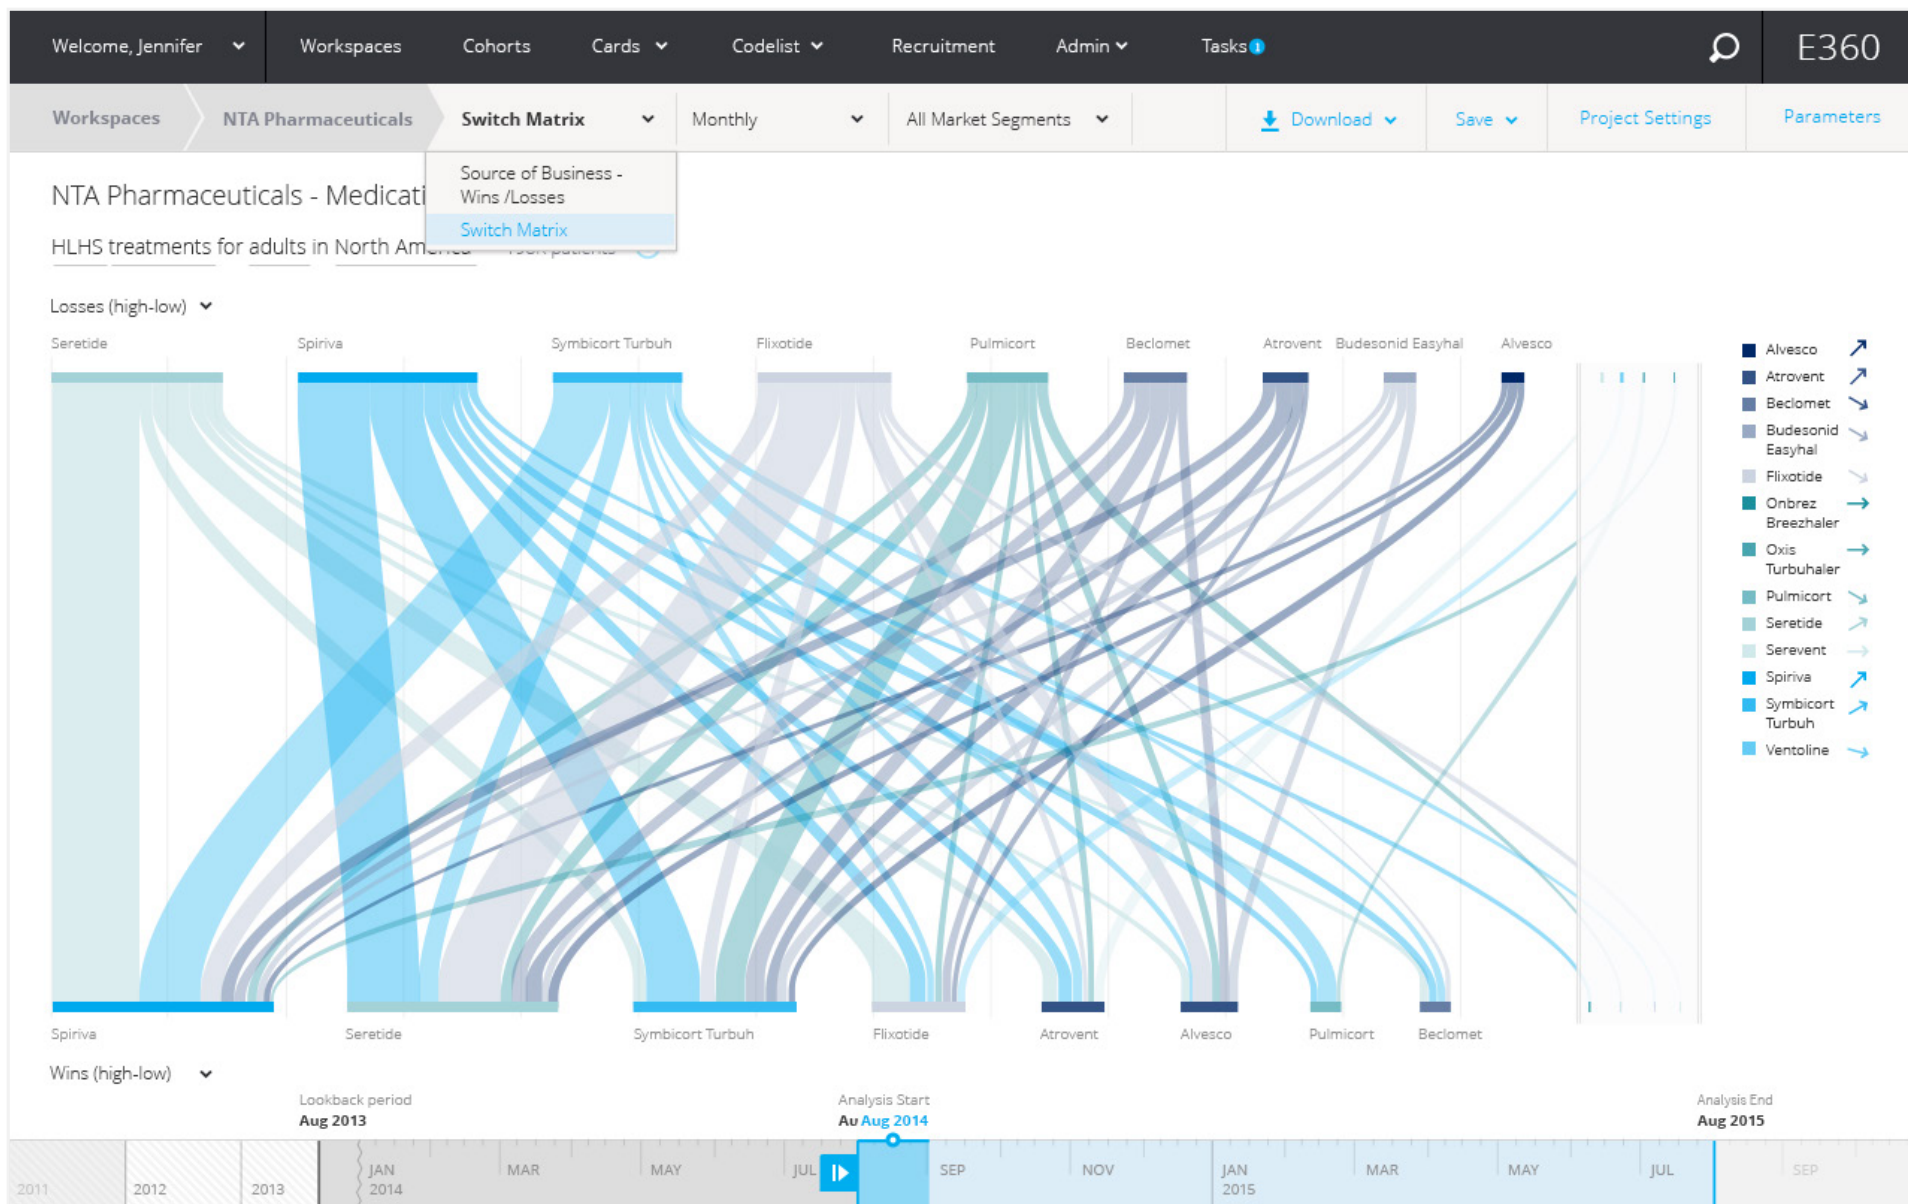 Welcome, Jennifer Workspaces Cohorts Cards Codelist Recruitment Admin Tasks 1 E360
Workspaces NTA Pharmaceuticals Switch Matrix Monthly All Market Segments Download Save Project Settings Parameters
Source of Business -
Wins /Losses
Switch Matrix
NTA Pharmaceuticals - Medicati
HLHS treatments for adults in North America patients
Losses (high-low)
Seretide Spiriva Symbicort Turbuh Flixotide Pulmicort Beclomet Atrovent Budesonid Easyhal Alvesco
Alvesco
Atrovent
Beclomet
Budesonid
Easyhal
Flixotide
Onbrez
Breezhaler
Oxis
Turbuhaler
Pulmicort
Seretide
Serevent
Spiriva
Symbicort
Turbuh
Ventoline
Spiriva Seretide Symbicort Turbuh Flixotide Atrovent Alvesco Pulmicort Beclomet
Wins (high-low)
Lookback period Analysis Start Analysis End
Aug 2013 Au Aug 2014 Aug 2015
JAN MAR MAY JUL SEP NOV JAN MAR MAY JUL SEP
2011 2012 2013 2014 2015